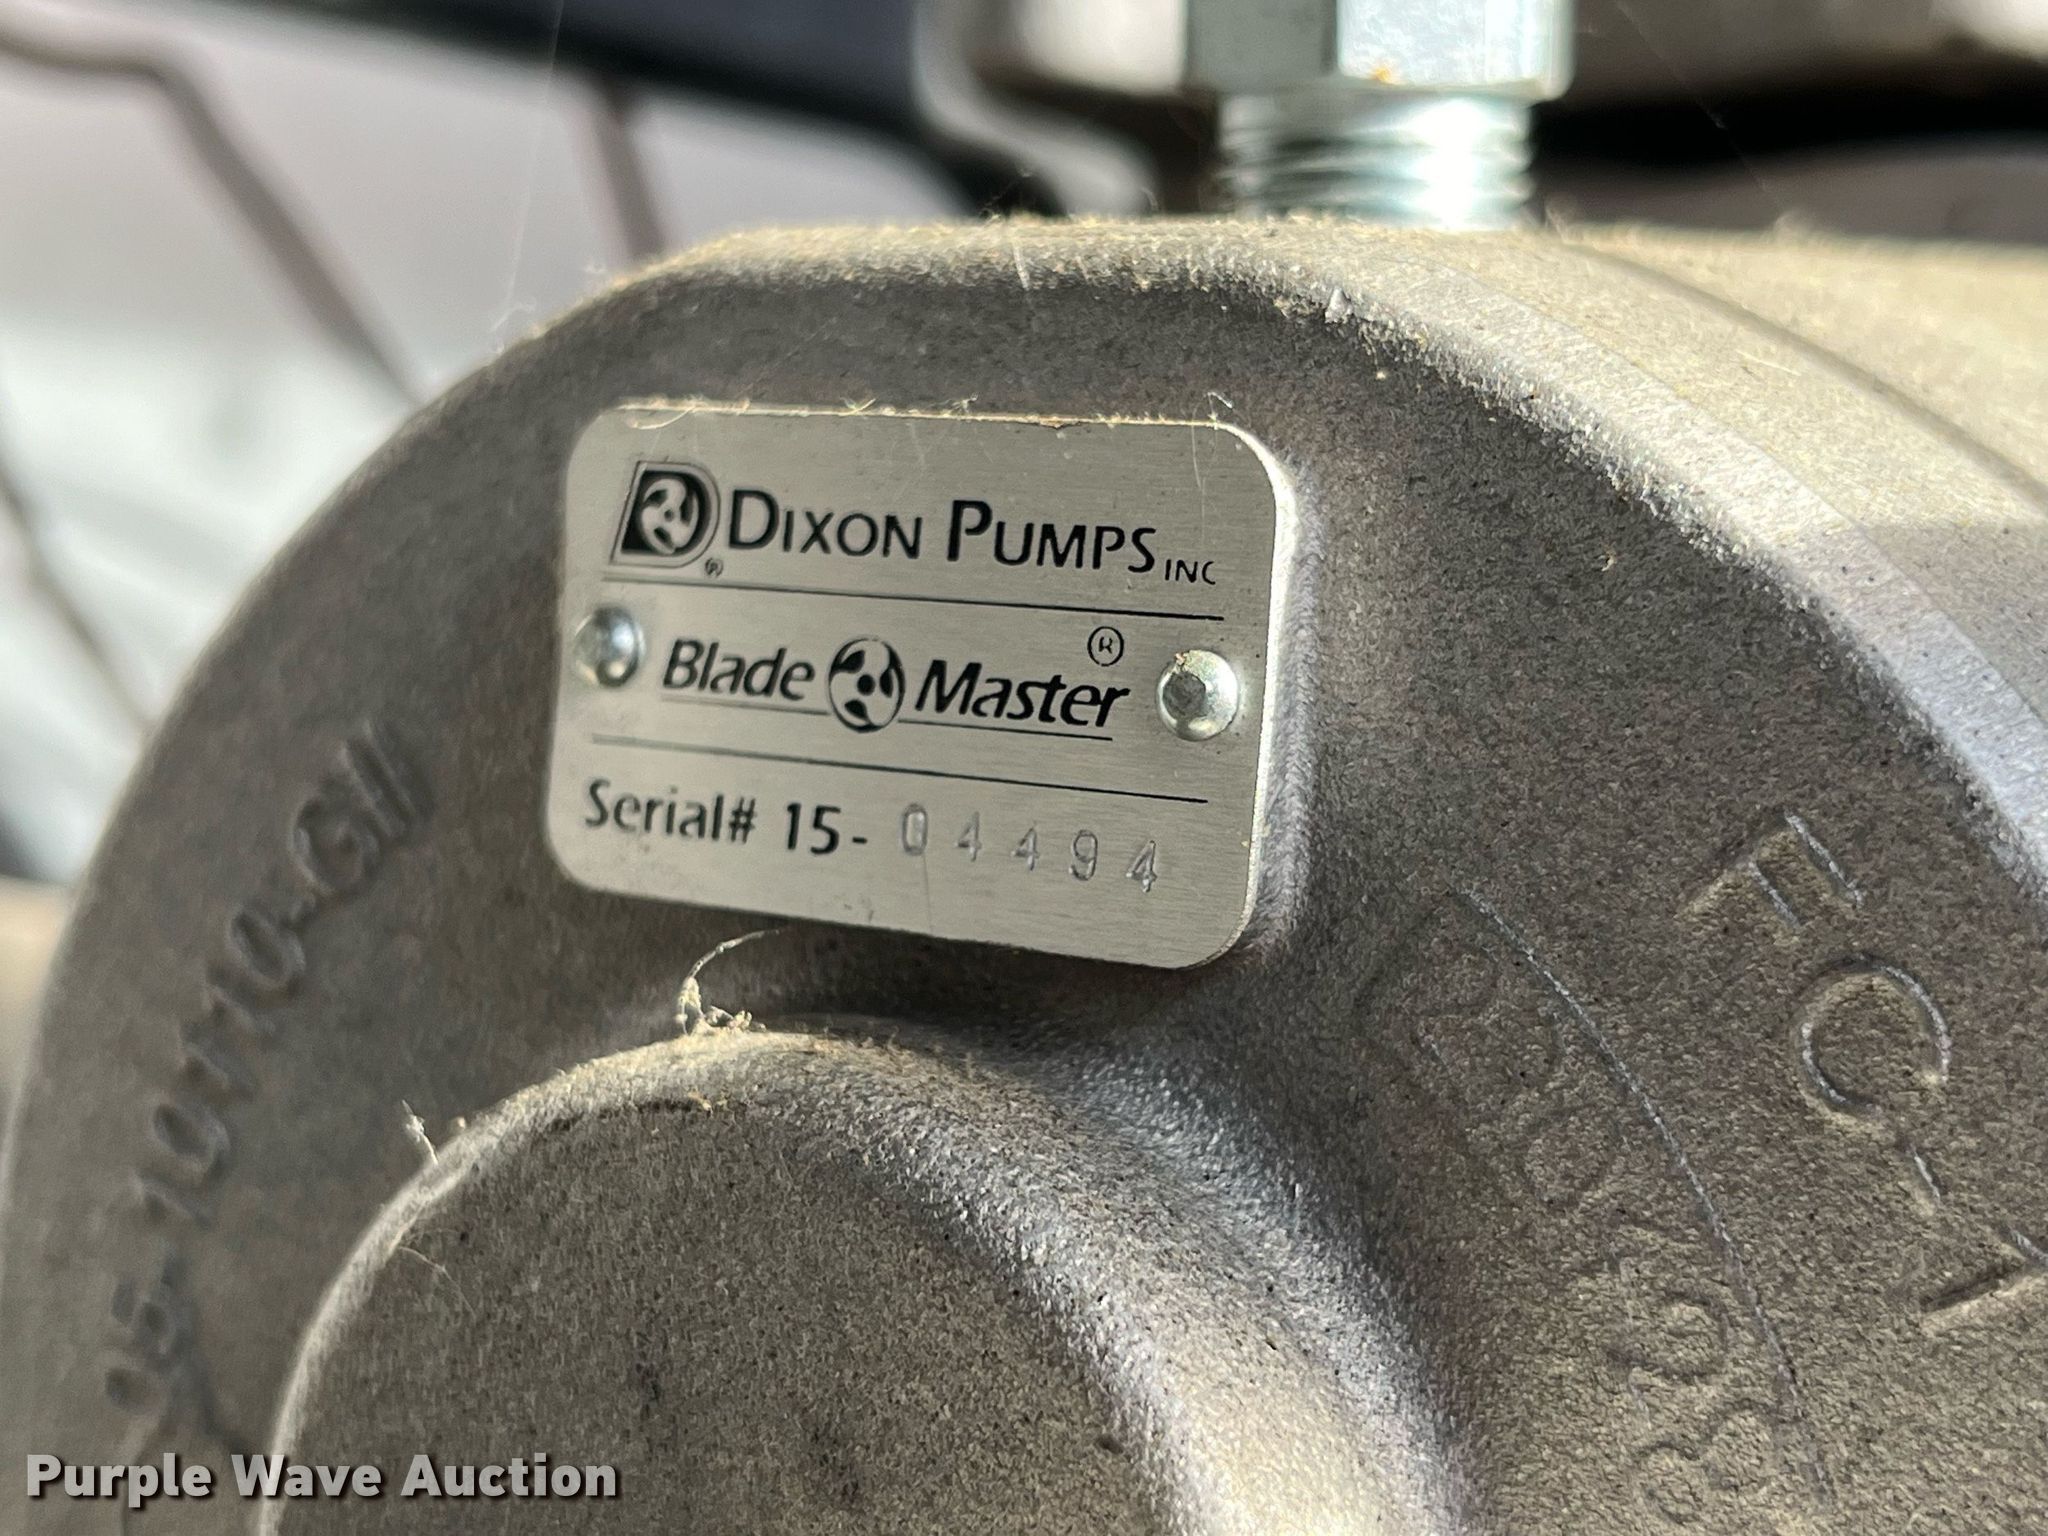 DIXON PUMPS INC
®
Blade Master ®
Serial# 15-04494
Purple Wave Auction